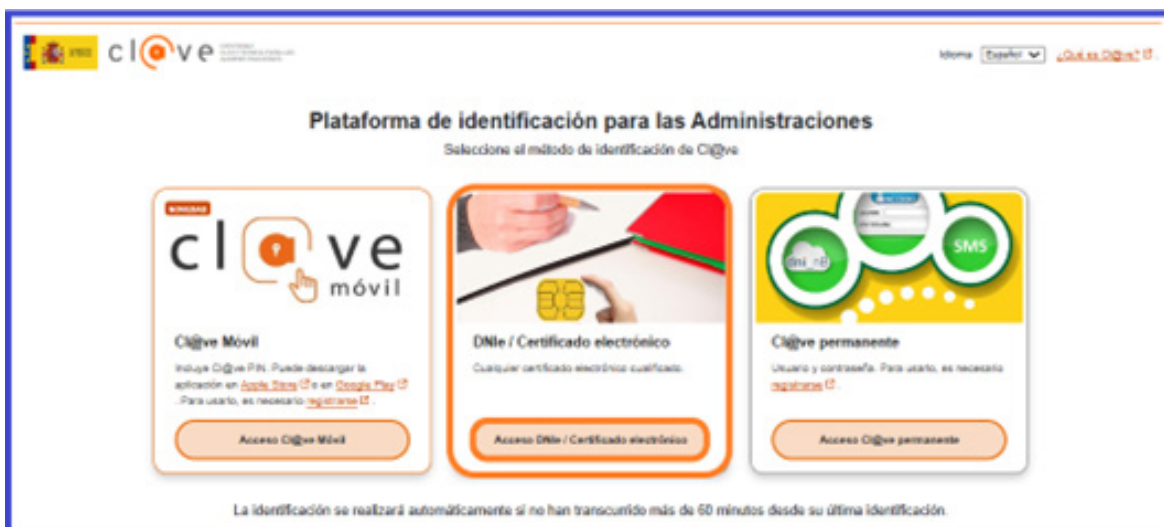 cl@ve
Idioma: Español ¿Qué es Cl@ve?
Plataforma de identificación para las Administraciones
Seleccione el método de identificación de Cl@ve
NOVEDAD
cl@ve
móvil
Cl@ve Móvil
Incluye Cl@ve PIN. Puede descargar la
aplicación en Apple Store o en Google Play
. Para usarlo, es necesario registrarse .
Acceso Cl@ve Móvil
DNIe / Certificado electrónico
Cualquier certificado electrónico cualificado.
Acceso DNIe / Certificado electrónico
dni_nB
SMS
Cl@ve permanente
Usuario y contraseña. Para usarlo, es necesario
registrarse .
Acceso Cl@ve permanente
La identificación se realizará automáticamente si no han transcurrido más de 60 minutos desde su última identificación.